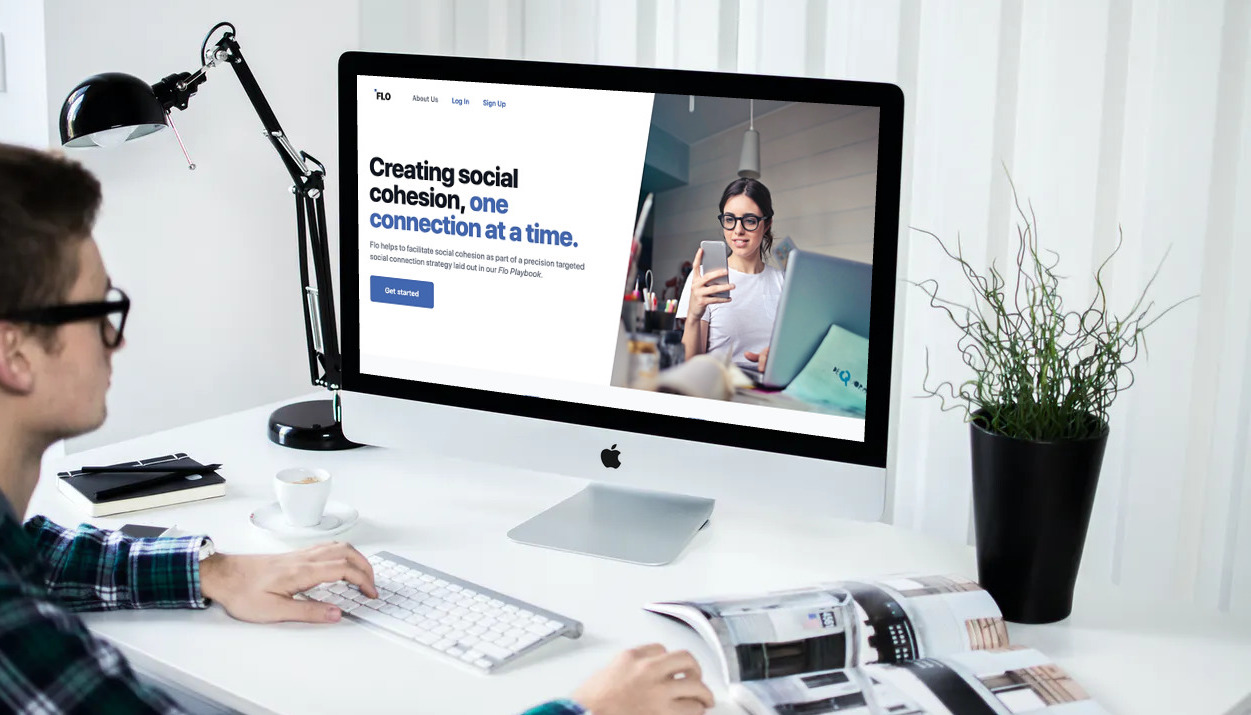 FLO
About Us
Log In
Sign Up
Creating social
cohesion, one
connection at a time.
Flo helps to facilitate social cohesion as part of a precision targeted
social connection strategy laid out in our Flo Playbook.
Get started